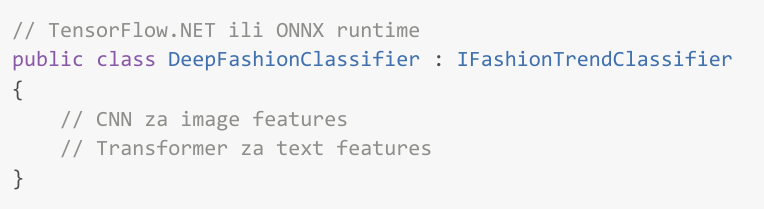 // TensorFlow.NET ili ONNX runtime
public class DeepFashionClassifier : IFashionTrendClassifier
{
    // CNN za image features
    // Transformer za text features
}